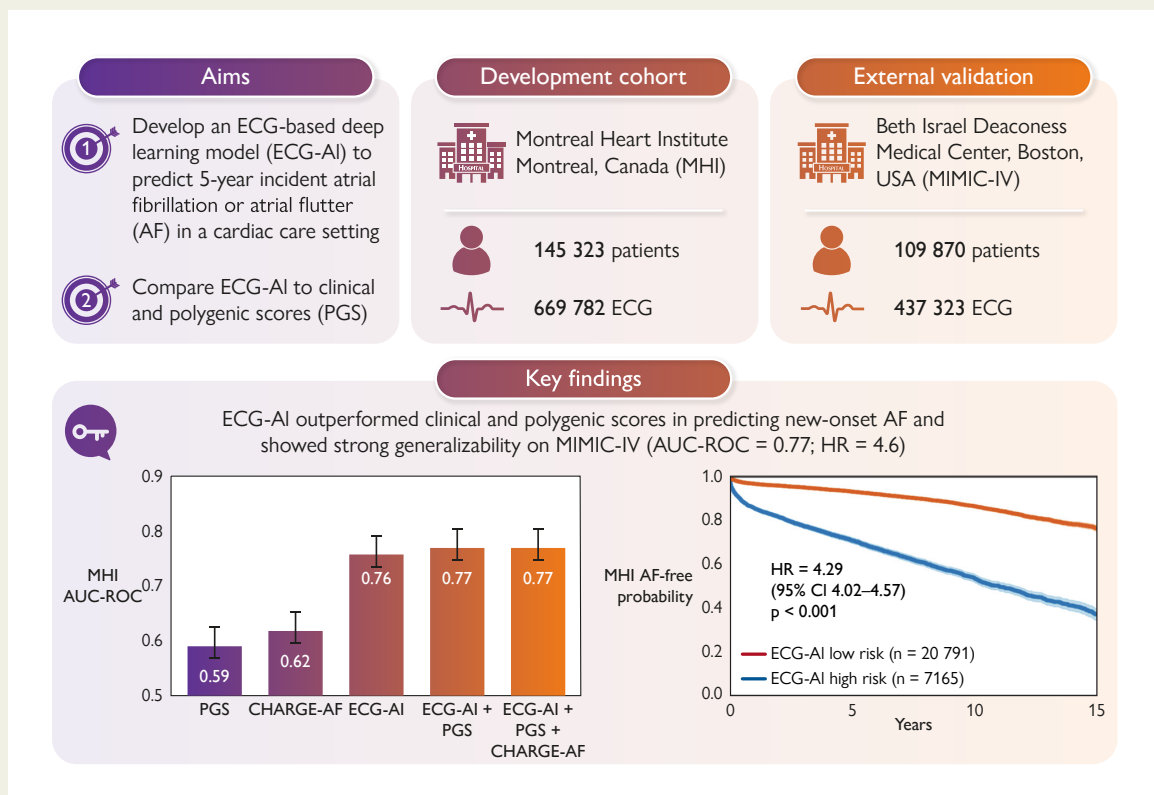 Aims
1
Develop an ECG-based deep
learning model (ECG-AI) to
predict 5-year incident atrial
fibrillation or atrial flutter
(AF) in a cardiac care setting
2
Compare ECG-AI to clinical
and polygenic scores (PGS)
Development cohort
HOSPITAL
Montreal Heart Institute
Montreal, Canada (MHI)
145 323 patients
669 782 ECG
External validation
HOSPITAL
Beth Israel Deaconess
Medical Center, Boston,
USA (MIMIC-IV)
109 870 patients
437 323 ECG
Key findings
ECG-AI outperformed clinical and polygenic scores in predicting new-onset AF and
showed strong generalizability on MIMIC-IV (AUC-ROC = 0.77; HR = 4.6)
MHI
AUC-ROC
0.9
0.8
0.7
0.6
0.5
0.59
0.62
0.76
0.77
0.77
PGS
CHARGE-AF
ECG-AI
ECG-AI +
PGS
ECG-AI +
PGS +
CHARGE-AF
MHI AF-free
probability
1.0
0.8
0.6
0.4
0.2
0.0
HR = 4.29
(95% CI 4.02–4.57)
p < 0.001
ECG-AI low risk (n = 20 791)
ECG-AI high risk (n = 7165)
0
5
10
15
Years